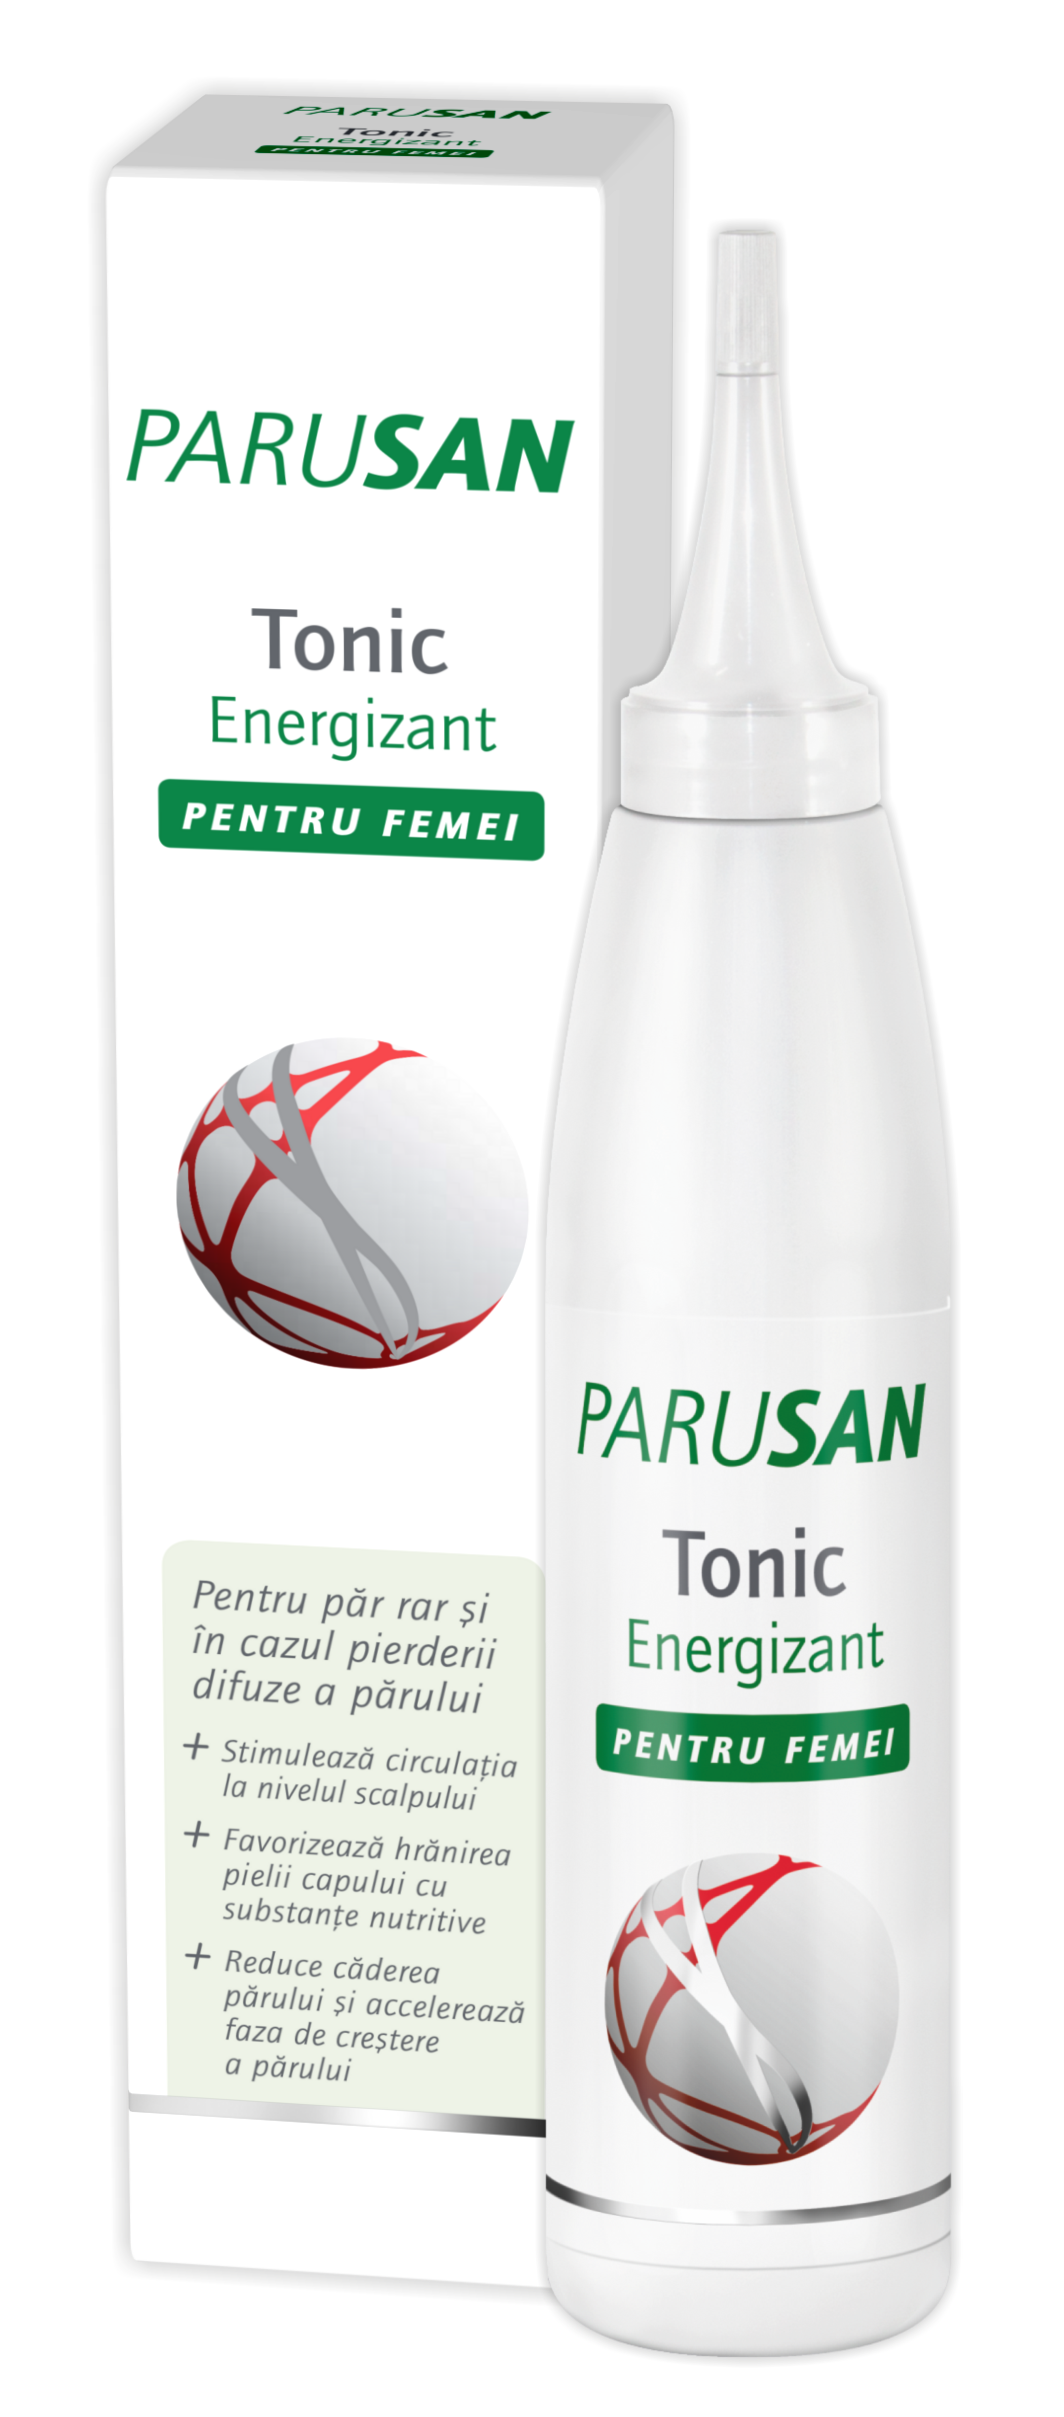 PARUSAN
Tonic
Energizant
PENTRU FEMEI
PARUSAN
Tonic
Energizant
PENTRU FEMEI
Pentru păr rar și
în cazul pierderii
difuze a părului
+ Stimulează circulația
la nivelul scalpului
+ Favorizează hrănirea
pielii capului cu
substanțe nutritive
+ Reduce căderea
părului și accelerează
faza de creștere
a părului
PARUSAN
Tonic
Energizant
PENTRU FEMEI